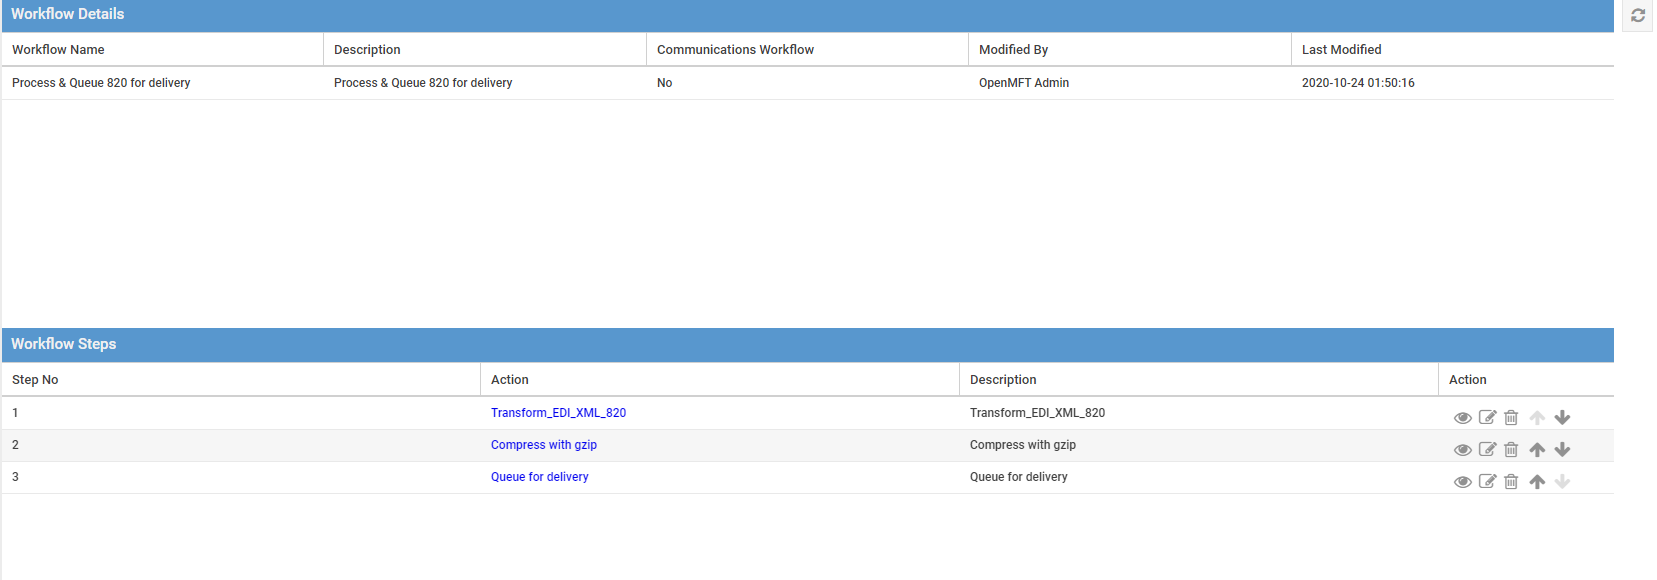 Workflow Details
Workflow Name Description Communications Workflow Modified By Last Modified
Process & Queue 820 for delivery Process & Queue 820 for delivery No OpenMFT Admin 2020-10-24 01:50:16
Workflow Steps
Step No Action Description Action
1 Transform_EDI_XML_820 Transform_EDI_XML_820
2 Compress with gzip Compress with gzip
3 Queue for delivery Queue for delivery